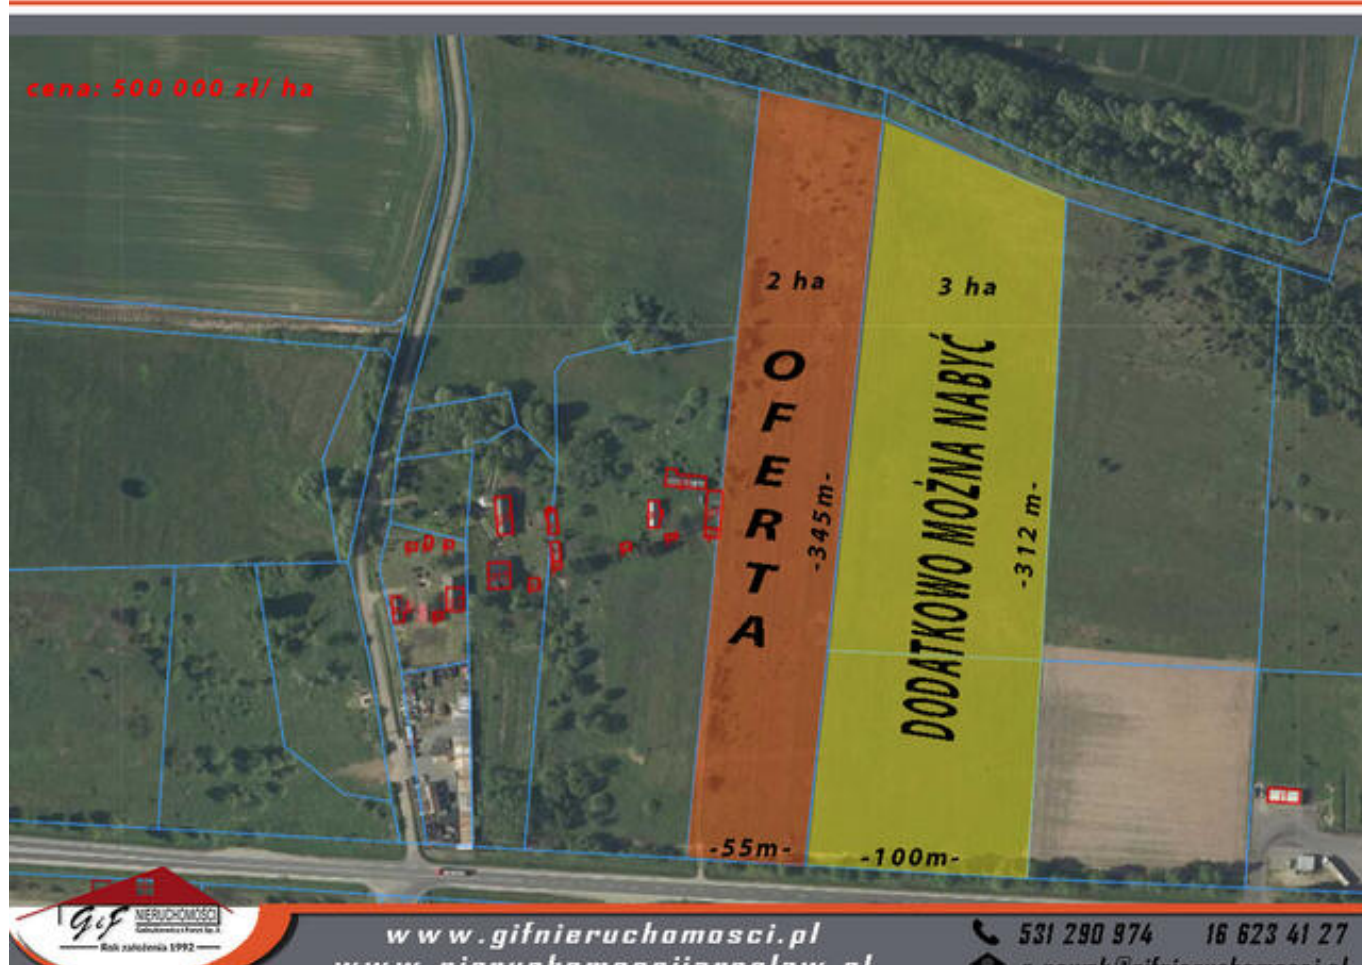 cena: 500 000 zł/ ha
2 ha
3 ha
OFERTA
DODATKOWO MOŻNA NABYĆ
-345m-
-312 m-
-55m-
-100m-
G&F NIERUCHOMOŚCI
Rok założenia 1992
www.gifnieruchomosci.pl
531 290 974
16 623 41 27